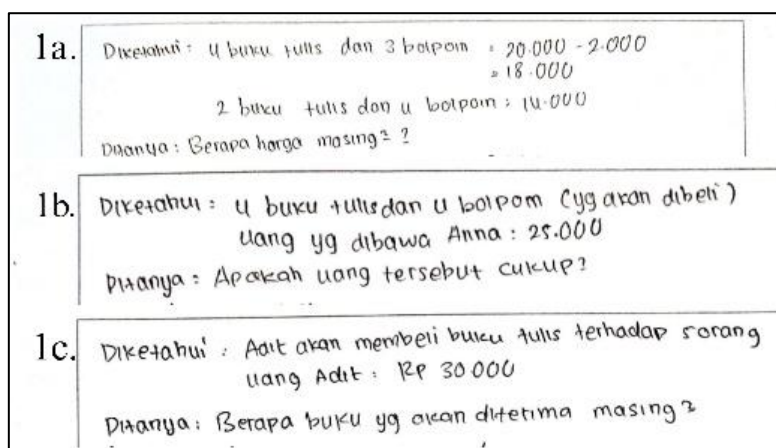 1a. Diketahui : 4 buku tulis dan 3 bolpoin : 20.000 - 2.000
= 18.000
2 buku tulis dan 4 bolpoin : 14.000
Ditanya : Berapa harga masing² ?
1b. Diketahui : 4 buku tulis dan 4 bolpoin (yg akan dibeli)
Uang yg dibawa Anna : 25.000
Ditanya : Apakah uang tersebut cukup?
1c. Diketahui : Adit akan membeli buku tulis terhadap sorang
uang Adit : Rp 30.000
Ditanya : Berapa buku yg akan diterima masing²